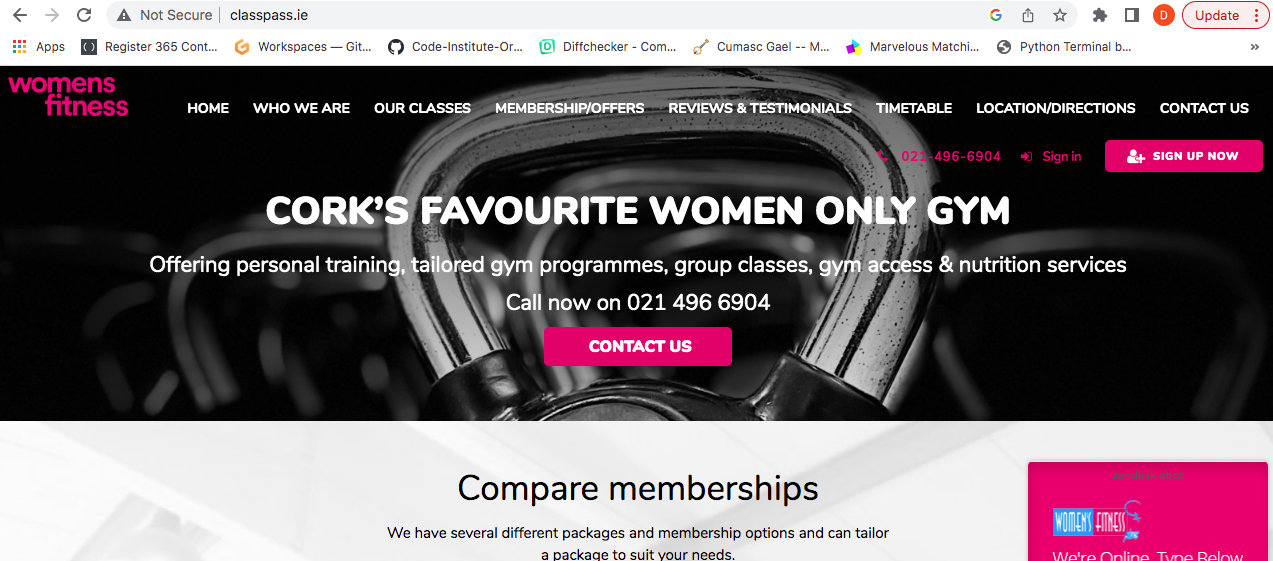 Not Secure | classpass.ie
D
Update
Apps
Register 365 Cont...
Workspaces — Git...
Code-Institute-Or...
Diffchecker - Com...
Cumasc Gael -- M...
Marvelous Matchi...
Python Terminal b...
»
womens
fitness
HOME
WHO WE ARE
OUR CLASSES
MEMBERSHIP/OFFERS
REVIEWS & TESTIMONIALS
TIMETABLE
LOCATION/DIRECTIONS
CONTACT US
021-496-6904
Sign in
SIGN UP NOW
CORK'S FAVOURITE WOMEN ONLY GYM
Offering personal training, tailored gym programmes, group classes, gym access & nutrition services
Call now on 021 496 6904
CONTACT US
Compare memberships
We have several different packages and membership options and can tailor
a package to suit your needs.
WOMEN'S FITNESS
We're Online, Type Below